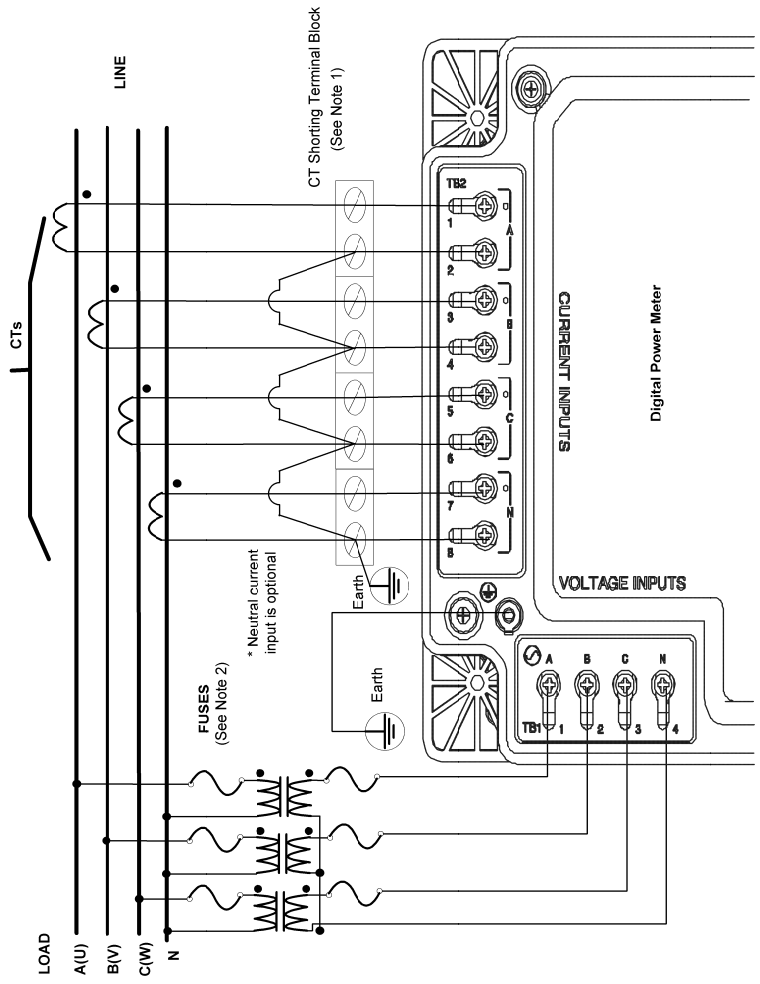 LINE
CT Shorting Terminal Block
(See Note 1)
CTs
TB2
1
2
3
4
5
6
7
8
A
B
C
N
CURRENT INPUTS
Digital Power Meter
* Neutral current
input is optional
Earth
VOLTAGE INPUTS
FUSES
(See Note 2)
Earth
A
B
C
N
TB1
1
2
3
4
LOAD
A(U)
B(V)
C(W)
N